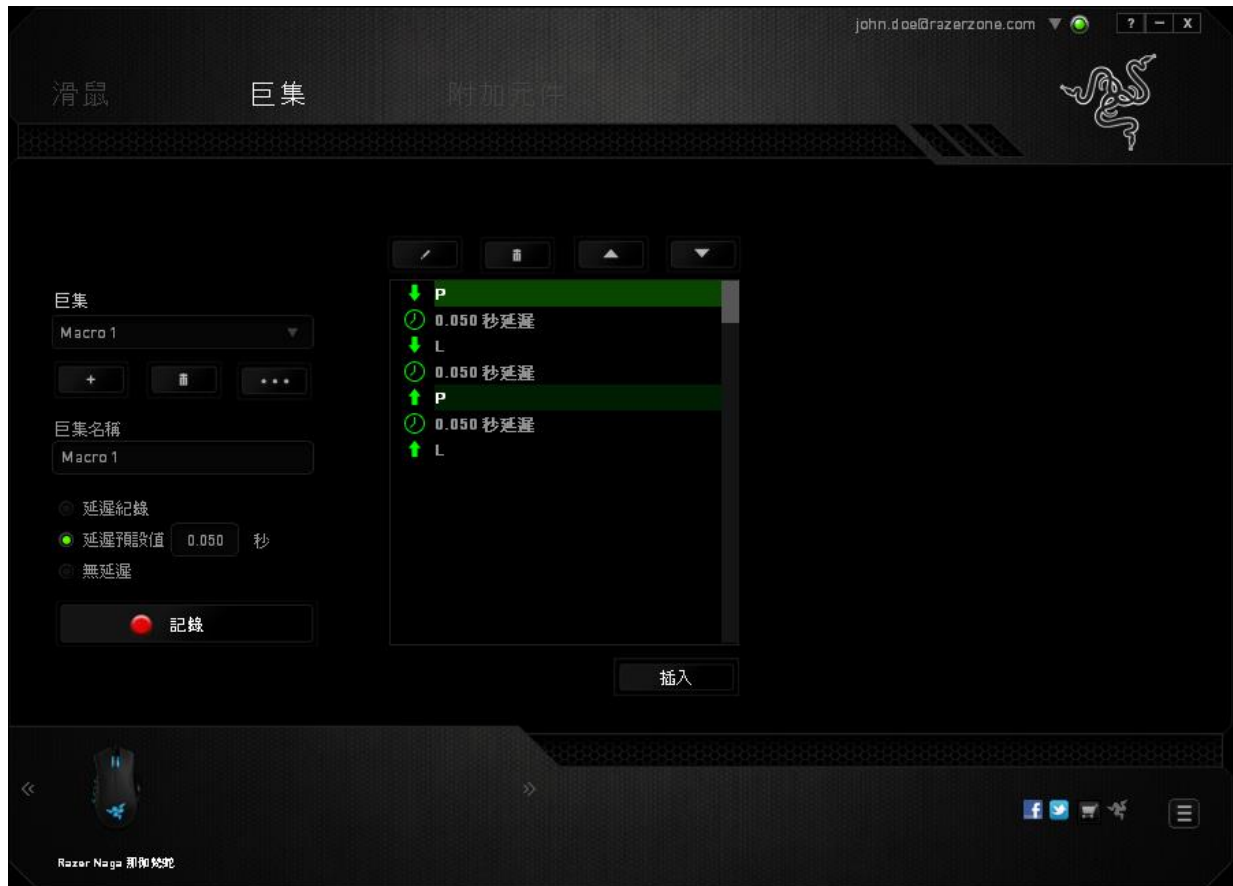 john.doe@razerzone.com ? – X
滑鼠 巨集 附加元件
巨集
Macro 1
+
巨集名稱
Macro 1
延遲紀錄
延遲預設值 0.050 秒
無延遲
記錄
P
0.050 秒延遲
L
0.050 秒延遲
P
0.050 秒延遲
L
插入
Razer Naga 那伽梵蛇